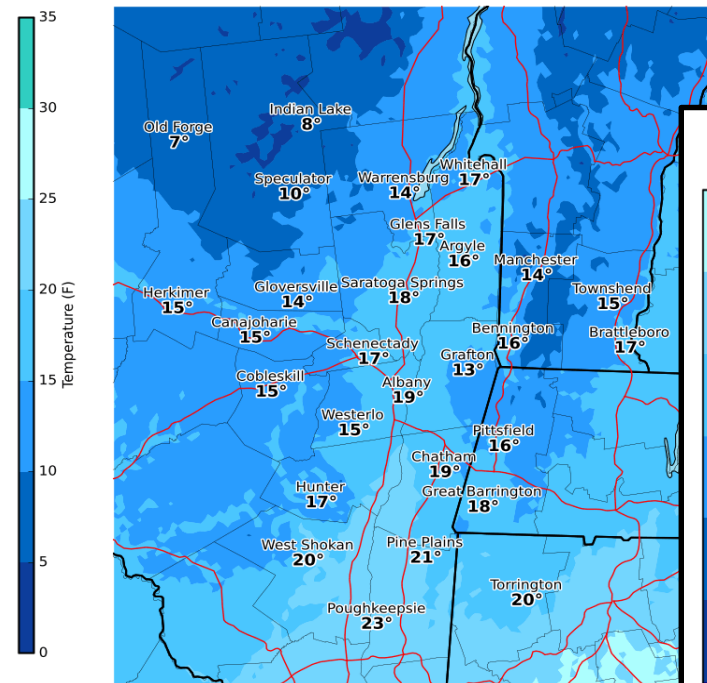 35
30
25
20
15
10
5
0
Temperature (F)
Indian Lake
8°
Old Forge
7°
Whitehall
17°
Speculator
10°
Warrensburg
14°
Glens Falls
17°
Argyle
16°
Manchester
14°
Herkimer
15°
Gloversville
14°
Saratoga Springs
18°
Townshend
15°
Canajoharie
15°
Schenectady
17°
Bennington
16°
Brattleboro
17°
Grafton
13°
Cobleskill
15°
Albany
19°
Westerlo
15°
Pittsfield
16°
Chatham
19°
Hunter
17°
Great Barrington
18°
West Shokan
20°
Pine Plains
21°
Torrington
20°
Poughkeepsie
23°